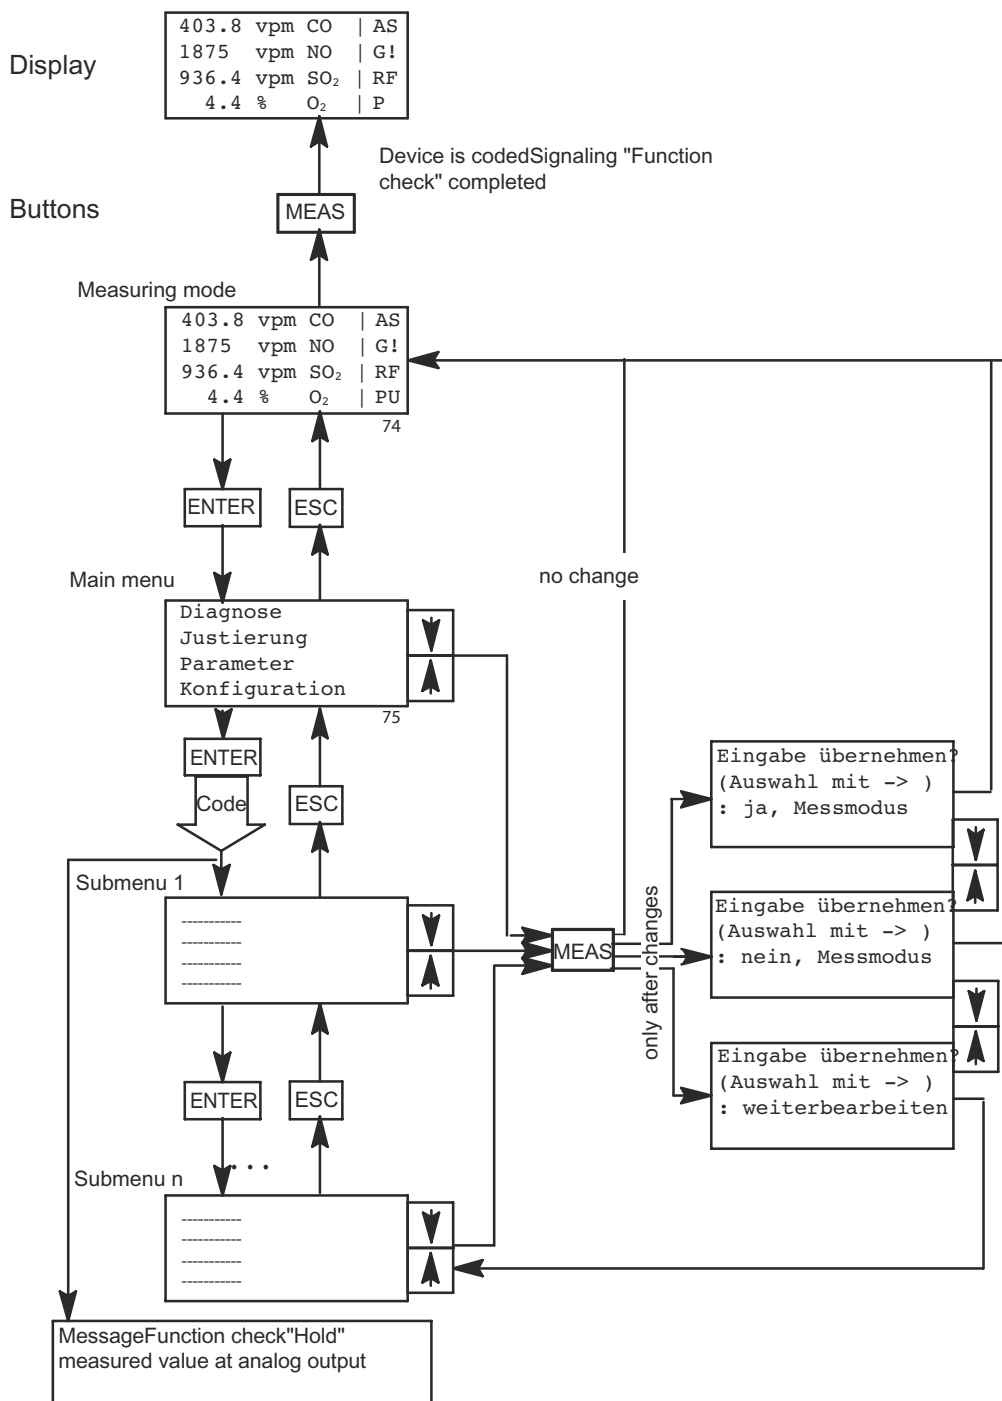 403.8 vpm CO | AS
1875 vpm NO | G!
936.4 vpm SO₂ | RF
4.4 % O₂ | P
Display
Device is codedSignaling "Function
check" completed
Buttons
MEAS
Measuring mode
403.8 vpm CO | AS
1875 vpm NO | G!
936.4 vpm SO₂ | RF
4.4 % O₂ | PU
74
ENTER
ESC
no change
Main menu
Diagnose
Justierung
Parameter
Konfiguration
75
ENTER
Code
ESC
Eingabe übernehmen?
(Auswahl mit -> )
: ja, Messmodus
Submenu 1
-----------
-----------
-----------
-----------
MEAS
only after changes
Eingabe übernehmen?
(Auswahl mit -> )
: nein, Messmodus
ENTER
ESC
Eingabe übernehmen?
(Auswahl mit -> )
: weiterbearbeiten
...
Submenu n
-----------
-----------
-----------
-----------
MessageFunction check"Hold"
measured value at analog output